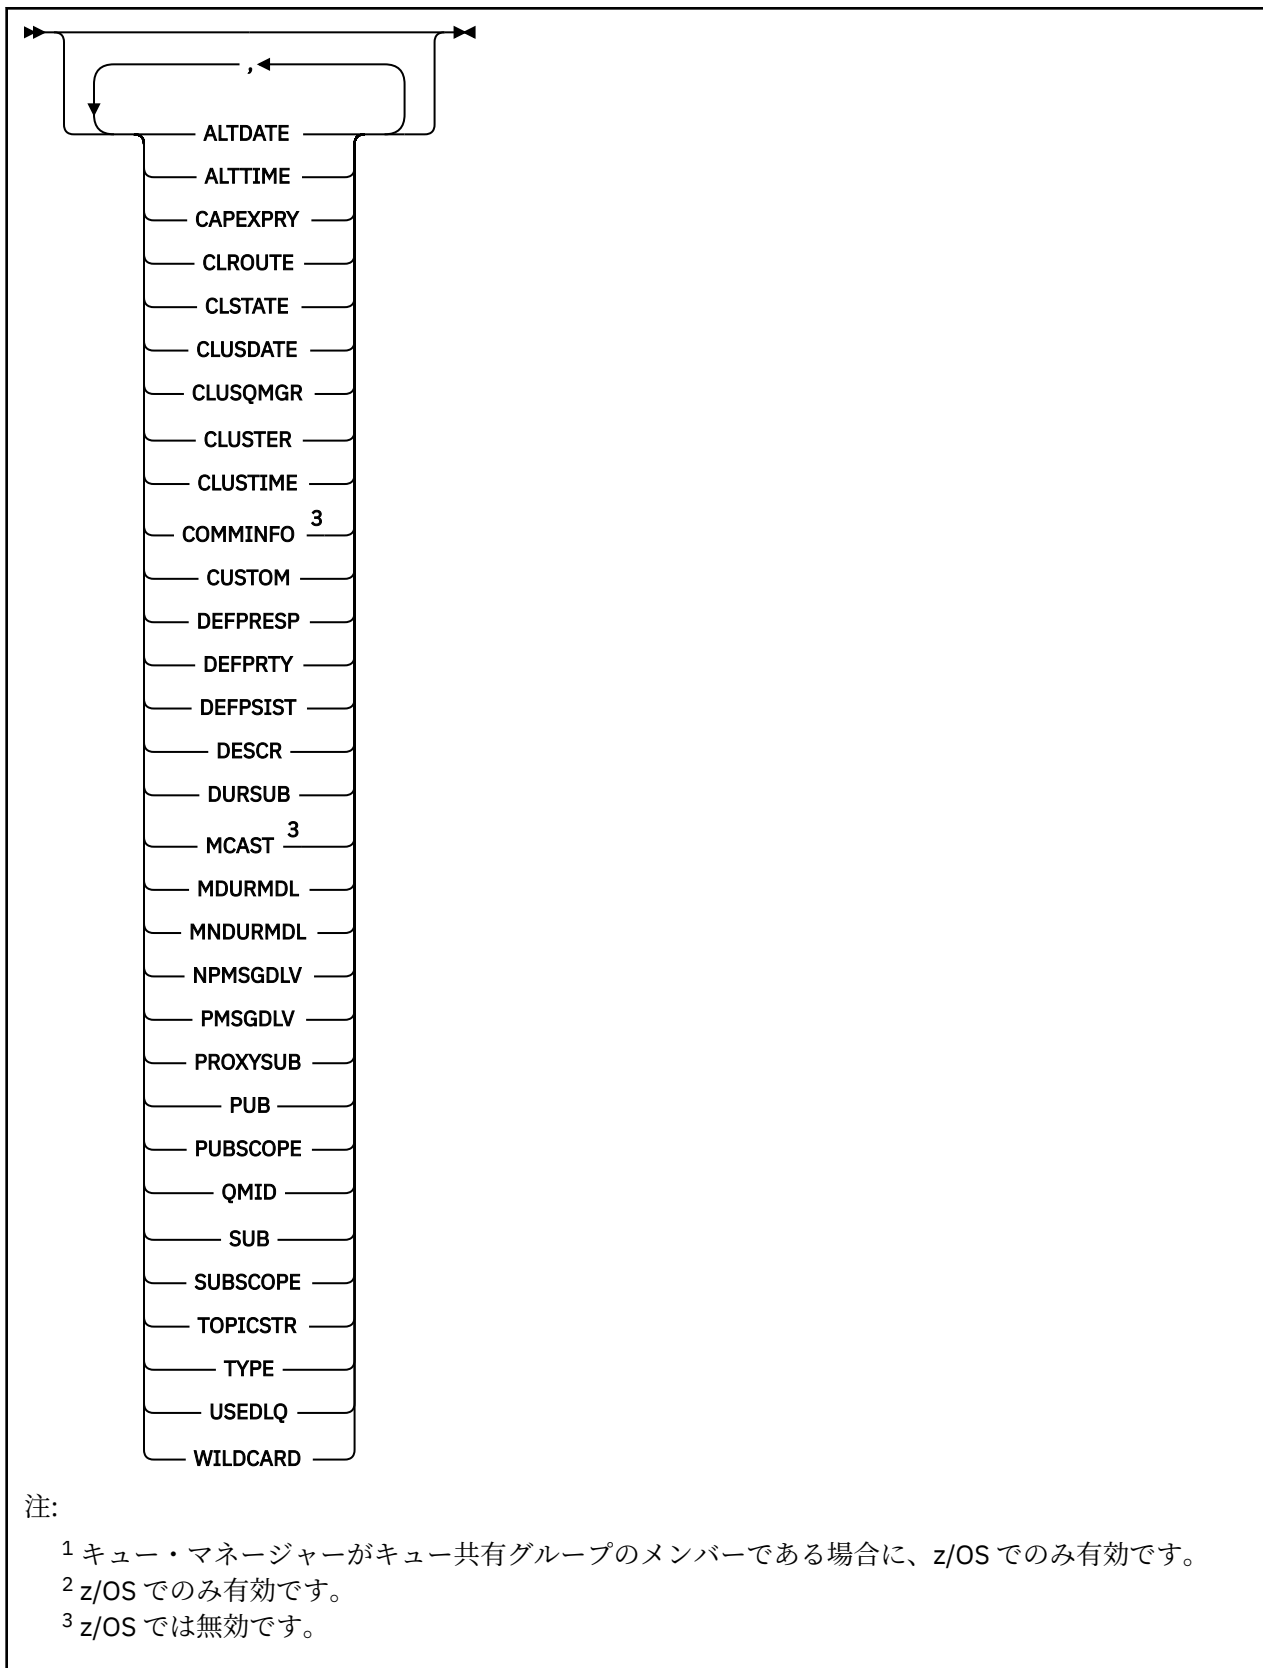 ,
ALTDATE
ALTTIME
CAPEXPRY
CLROUTE
CLSTATE
CLUSDATE
CLUSQMGR
CLUSTER
CLUSTIME
COMMINFO 3
CUSTOM
DEFPRESP
DEFPRTY
DEFPSIST
DESCR
DURSUB
MCAST 3
MDURMDL
MNDURMDL
NPMSGDLV
PMSGDLV
PROXYSUB
PUB
PUBSCOPE
QMID
SUB
SUBSCOPE
TOPICSTR
TYPE
USEDLQ
WILDCARD
注:
1 キュー・マネージャーがキュー共有グループのメンバーである場合に、z/OS でのみ有効です。
2 z/OS でのみ有効です。
3 z/OS では無効です。